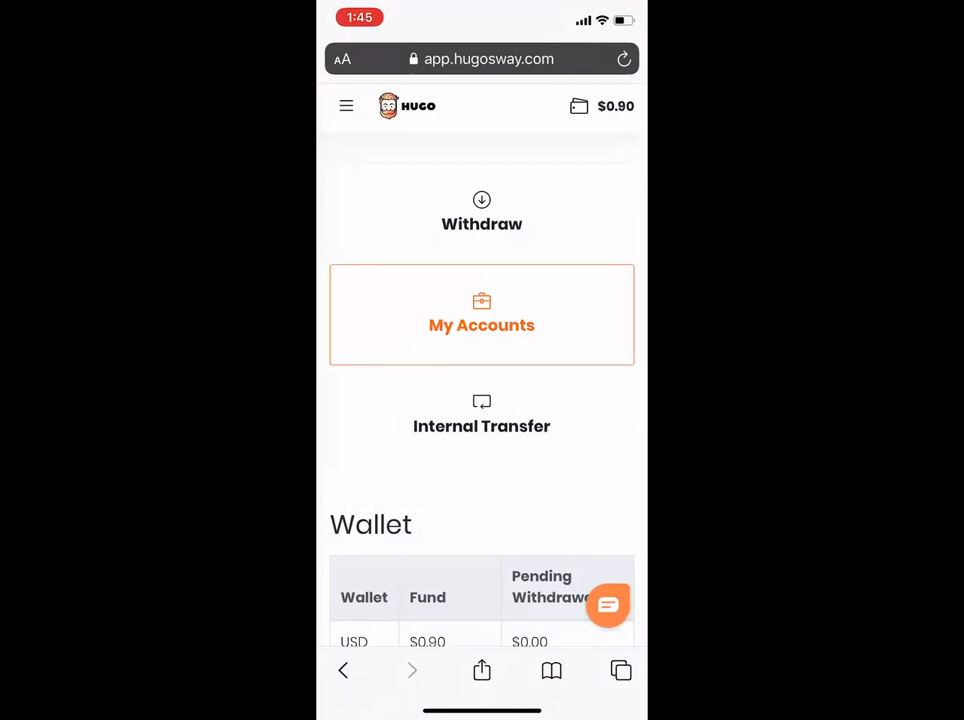 1:45
AA app.hugosway.com
HUGO $0.90
Withdraw
My Accounts
Internal Transfer
Wallet
Wallet Fund Pending
USD $0.90 $0.00